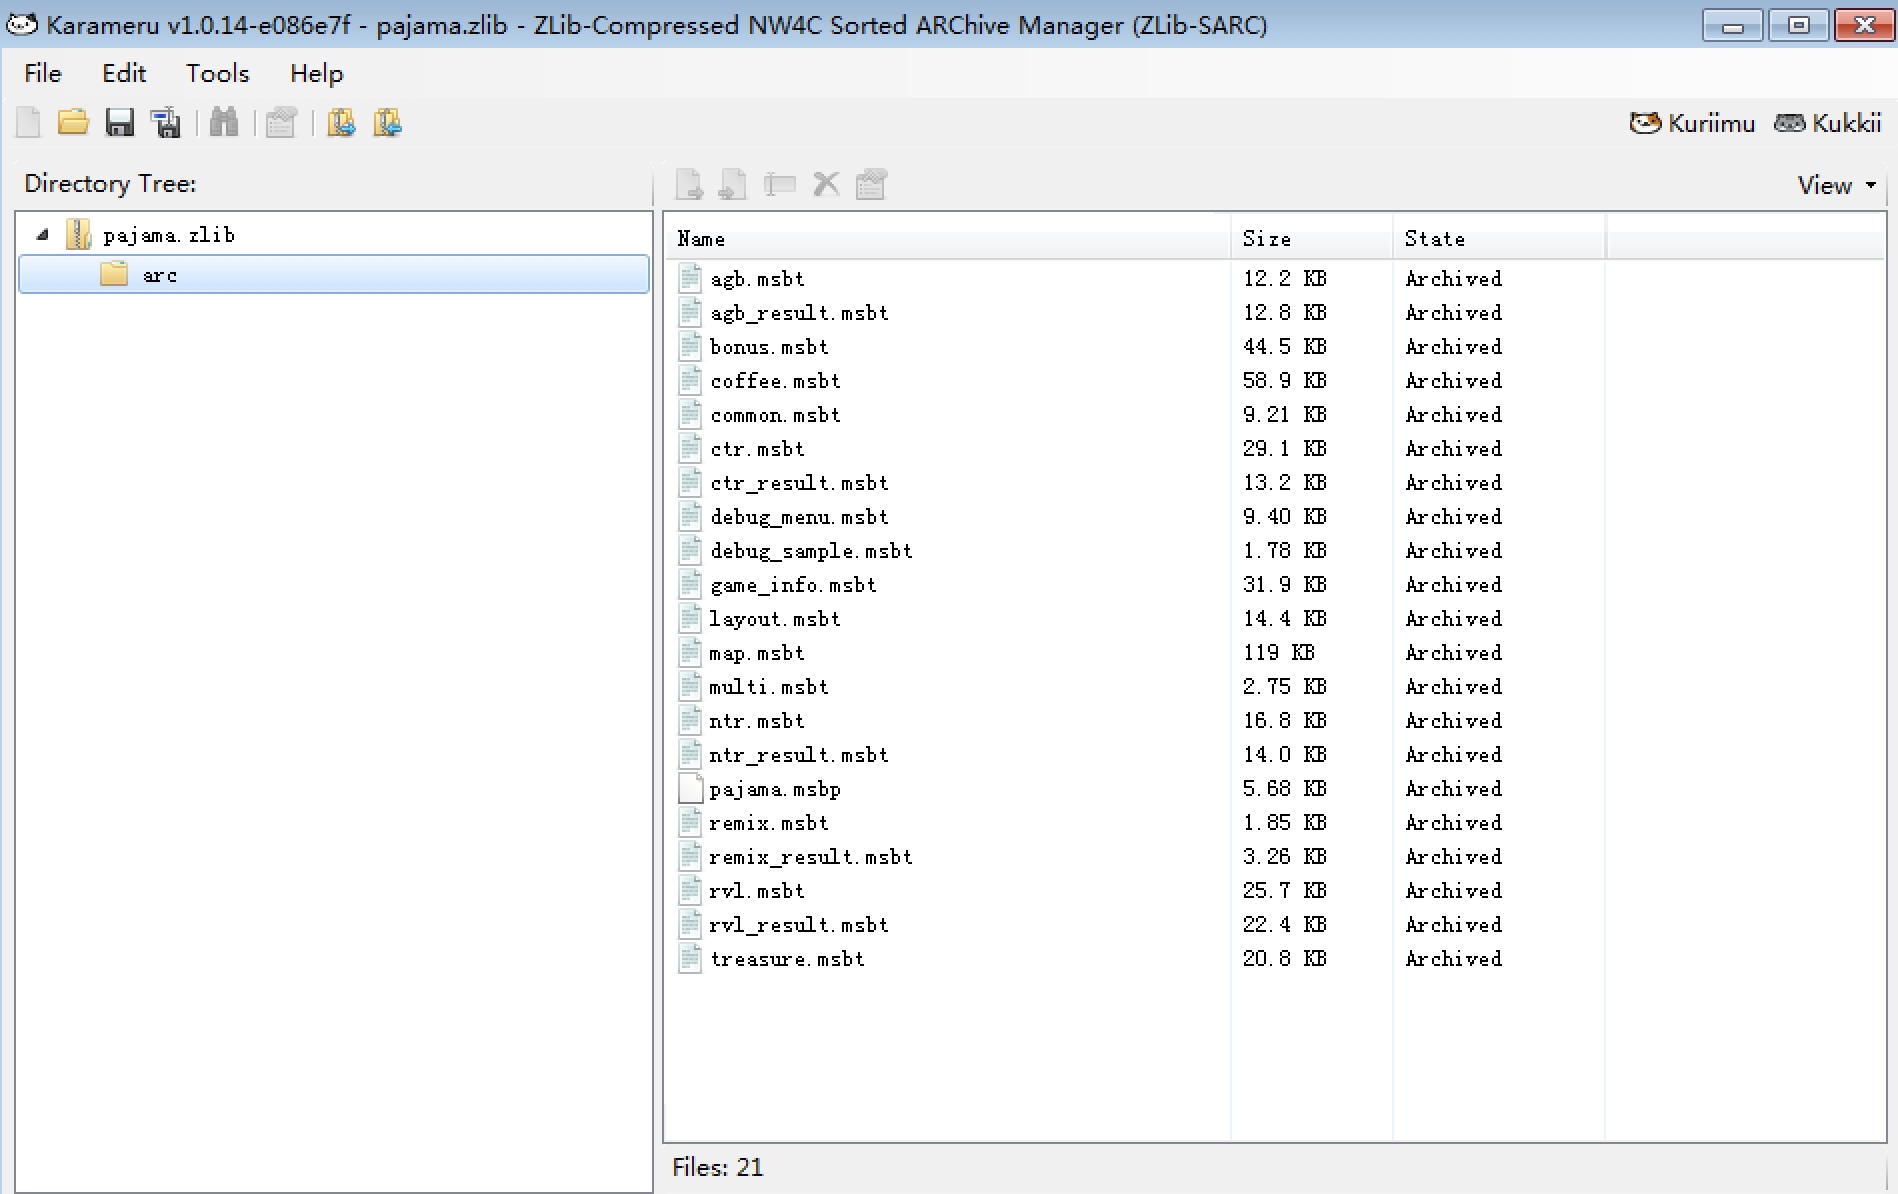 Karameru v1.0.14-e086e7f - pajama.zlib - ZLib-Compressed NW4C Sorted ARChive Manager (ZLib-SARC)
File Edit Tools Help
Kuriimu Kukkii
Directory Tree:
View
pajama.zlib
arc
Name Size State
agb.msbt 12.2 KB Archived
agb_result.msbt 12.8 KB Archived
bonus.msbt 44.5 KB Archived
coffee.msbt 58.9 KB Archived
common.msbt 9.21 KB Archived
ctr.msbt 29.1 KB Archived
ctr_result.msbt 13.2 KB Archived
debug_menu.msbt 9.40 KB Archived
debug_sample.msbt 1.78 KB Archived
game_info.msbt 31.9 KB Archived
layout.msbt 14.4 KB Archived
map.msbt 119 KB Archived
multi.msbt 2.75 KB Archived
ntr.msbt 16.8 KB Archived
ntr_result.msbt 14.0 KB Archived
pajama.msbp 5.68 KB Archived
remix.msbt 1.85 KB Archived
remix_result.msbt 3.26 KB Archived
rvl.msbt 25.7 KB Archived
rvl_result.msbt 22.4 KB Archived
treasure.msbt 20.8 KB Archived
Files: 21